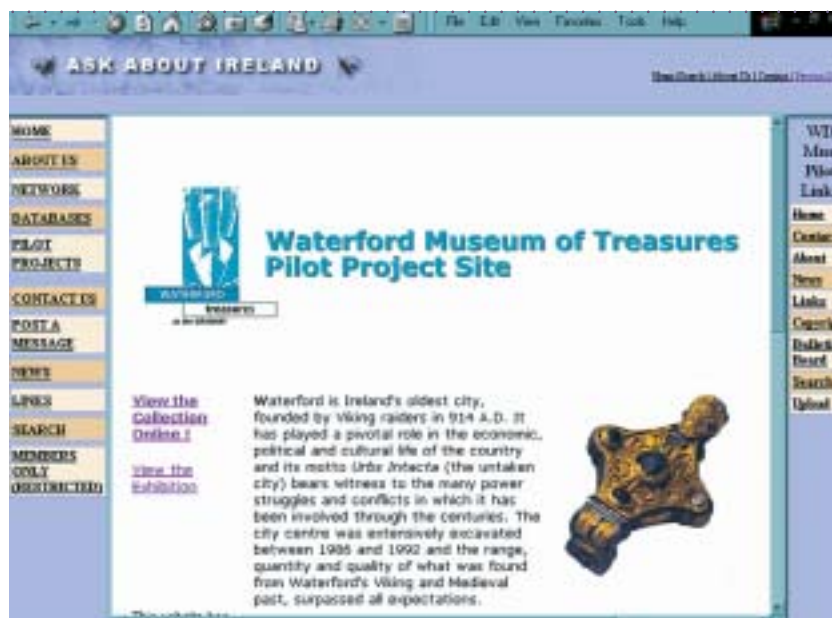 File Edit View Favorites Tools Help
ASK ABOUT IRELAND
HOME
ABOUT US
NETWORK
DATABASES
PILOT
PROJECTS
CONTACT US
POST A
MESSAGE
NEWS
LINKS
SEARCH
MEMBERS
ONLY
(RESTRICTED)
Waterford Museum of Treasures
Pilot Project Site
WATERFORD
treasures
View the
Collection
Online !
View the
Exhibition
Waterford is Ireland's oldest city,
founded by Viking raiders in 914 A.D. It
has played a pivotal role in the economic,
political and cultural life of the country
and its motto Urbs Intacta (the untaken
city) bears witness to the many power
struggles and conflicts in which it has
been involved through the centuries. The
city centre was extensively excavated
between 1986 and 1992 and the range,
quantity and quality of what was found
from Waterford's Viking and Medieval
past, surpassed all expectations.
This website has
Home
About
News
Links
Board
Search
Upload